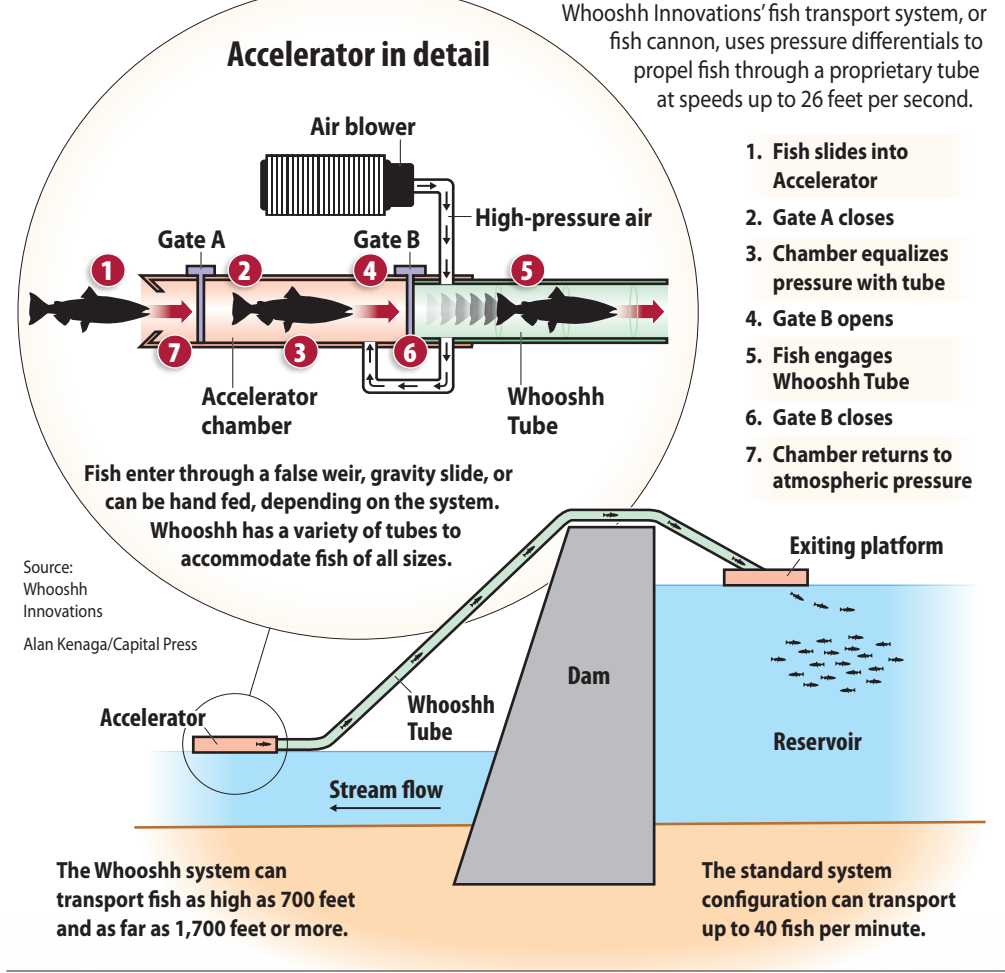 Whooshh Innovations’ fish transport system, or
fish cannon, uses pressure differentials to
propel fish through a proprietary tube
at speeds up to 26 feet per second.
Accelerator in detail
Air blower
High-pressure air
Gate A
Gate B
1
2
4
5
7
3
6
Accelerator
chamber
Whooshh
Tube
Fish enter through a false weir, gravity slide, or
can be hand fed, depending on the system.
Whooshh has a variety of tubes to
accommodate fish of all sizes.
1. Fish slides into
Accelerator
2. Gate A closes
3. Chamber equalizes
pressure with tube
4. Gate B opens
5. Fish engages
Whooshh Tube
6. Gate B closes
7. Chamber returns to
atmospheric pressure
Source:
Whooshh
Innovations
Alan Kenaga/Capital Press
Exiting platform
Dam
Accelerator
Whooshh
Tube
Reservoir
Stream flow
The Whooshh system can
transport fish as high as 700 feet
and as far as 1,700 feet or more.
The standard system
configuration can transport
up to 40 fish per minute.